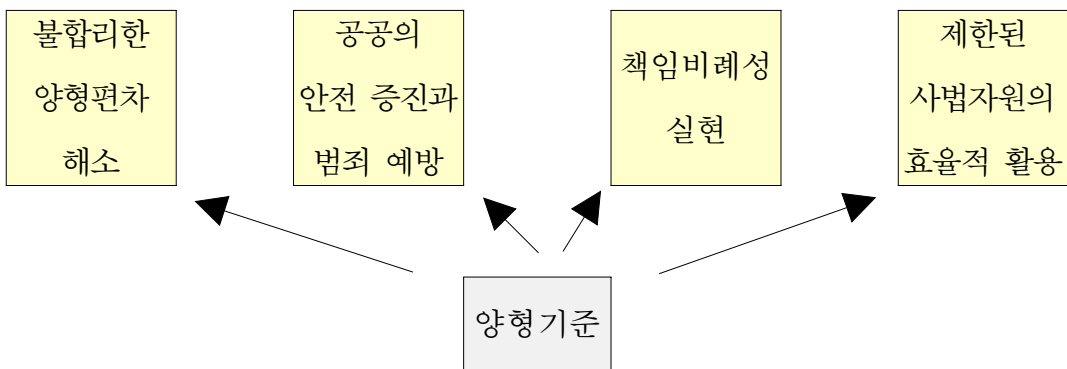 불합리한
양형편차
해소
공공의
안전 증진과
범죄 예방
책임비례성
실현
제한된
사법자원의
효율적 활용
양형기준